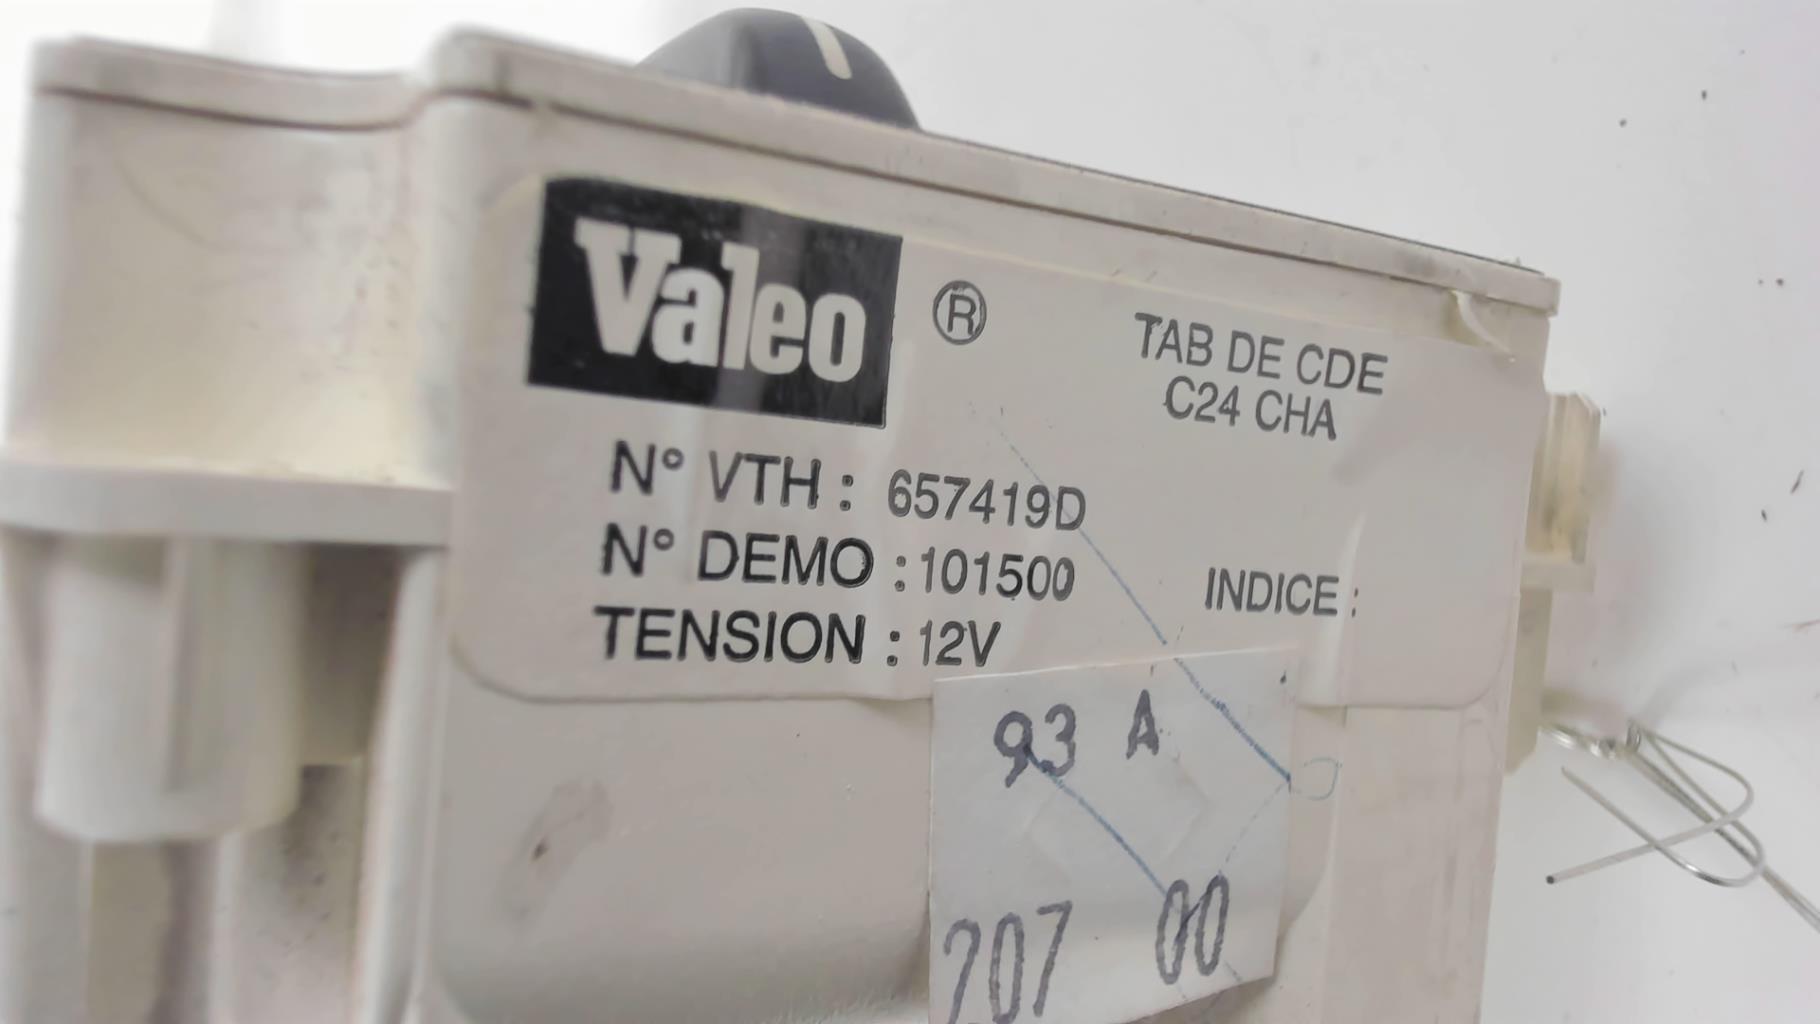 Valeo ®
TAB DE CDE
C24 CHA
N° VTH : 657419D
N° DEMO : 101500
INDICE :
TENSION : 12V
93 A
207 00